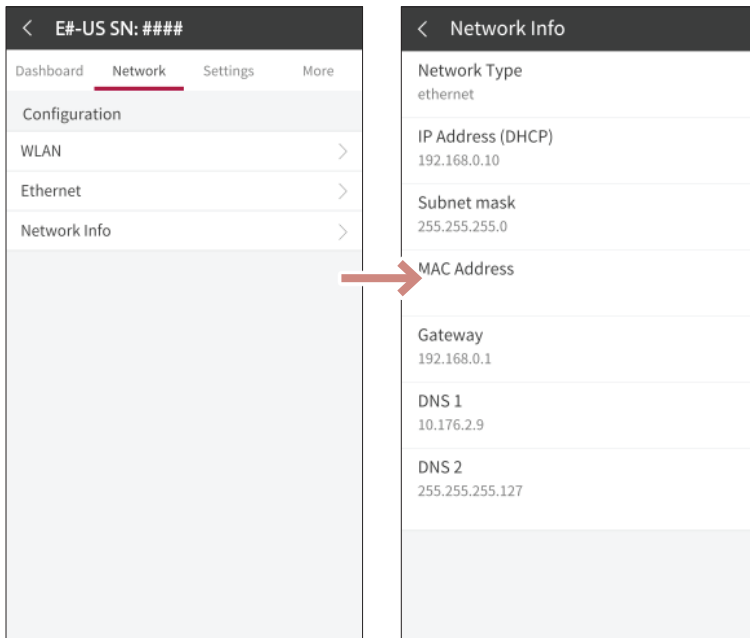 E#-US SN: ####
Dashboard Network Settings More
Configuration
WLAN
Ethernet
Network Info
Network Info
Network Type
ethernet
IP Address (DHCP)
192.168.0.10
Subnet mask
255.255.255.0
MAC Address
Gateway
192.168.0.1
DNS 1
10.176.2.9
DNS 2
255.255.255.127